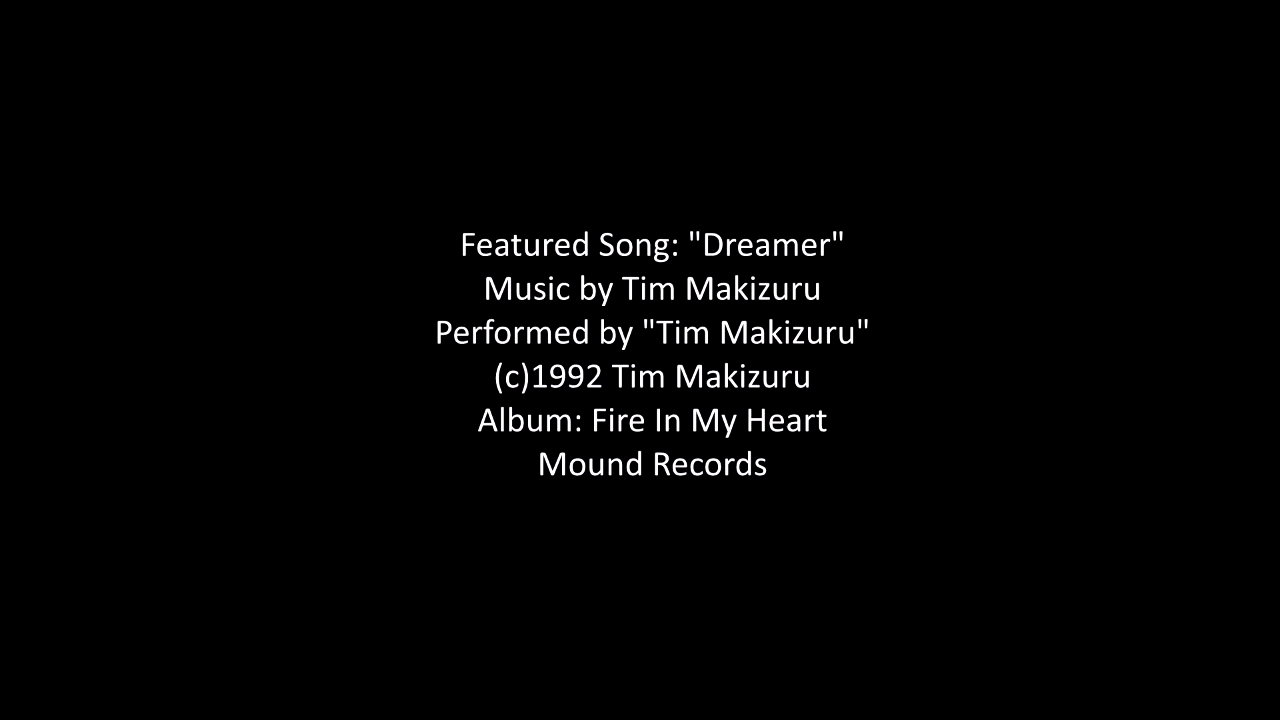 Featured Song: "Dreamer"
Music by Tim Makizuru
Performed by "Tim Makizuru"
(c)1992 Tim Makizuru
Album: Fire In My Heart
Mound Records